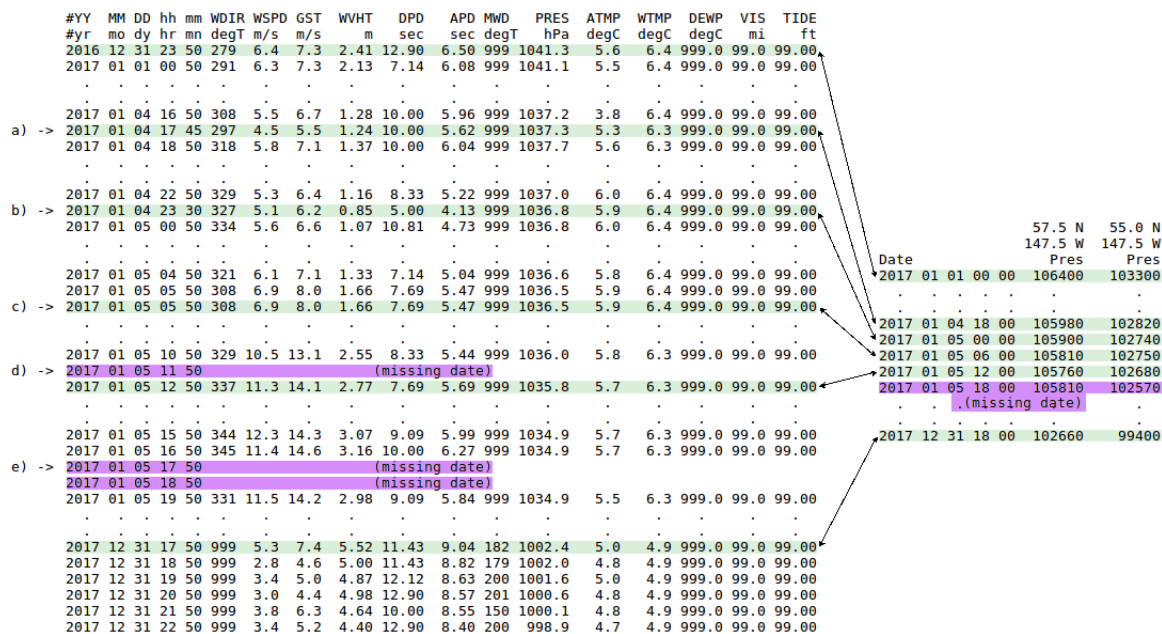 #YY MM DD hh mm WDIR WSPD GST WVHT DPD APD MWD PRES ATMP WTMP DEWP VIS TIDE
#yr mo dy hr mn degT m/s m/s m sec sec degT hPa degC degC degC mi ft
2016 12 31 23 50 279 6.4 7.3 2.41 12.90 6.50 999 1041.3 5.6 6.4 999.0 99.0 99.00
2017 01 01 00 50 291 6.3 7.3 2.13 7.14 6.08 999 1041.1 5.5 6.4 999.0 99.0 99.00
. . . . . . . . . . . . . . . . . .
. . . . . . . . . . . . . . . . . .
2017 01 04 16 50 308 5.5 6.7 1.28 10.00 5.96 999 1037.2 3.8 6.4 999.0 99.0 99.00
a) -> 2017 01 04 17 45 297 4.5 5.5 1.24 10.00 5.62 999 1037.3 5.3 6.3 999.0 99.0 99.00
2017 01 04 18 50 318 5.8 7.1 1.37 10.00 6.04 999 1037.7 5.6 6.3 999.0 99.0 99.00
. . . . . . . . . . . . . . . . . .
. . . . . . . . . . . . . . . . . .
2017 01 04 22 50 329 5.3 6.4 1.16 8.33 5.22 999 1037.0 6.0 6.4 999.0 99.0 99.00
b) -> 2017 01 04 23 30 327 5.1 6.2 0.85 5.00 4.13 999 1036.8 5.9 6.4 999.0 99.0 99.00
2017 01 05 00 50 334 5.6 6.6 1.07 10.81 4.73 999 1036.8 6.0 6.4 999.0 99.0 99.00
. . . . . . . . . . . . . . . . . .
. . . . . . . . . . . . . . . . . .
2017 01 05 04 50 321 6.1 7.1 1.33 7.14 5.04 999 1036.6 5.8 6.4 999.0 99.0 99.00
2017 01 05 05 50 308 6.9 8.0 1.66 7.69 5.47 999 1036.5 5.9 6.4 999.0 99.0 99.00
c) -> 2017 01 05 05 50 308 6.9 8.0 1.66 7.69 5.47 999 1036.5 5.9 6.4 999.0 99.0 99.00
. . . . . . . . . . . . . . . . . .
. . . . . . . . . . . . . . . . . .
2017 01 05 10 50 329 10.5 13.1 2.55 8.33 5.44 999 1036.0 5.8 6.3 999.0 99.0 99.00
d) -> 2017 01 05 11 50 (missing date)
2017 01 05 12 50 337 11.3 14.1 2.77 7.69 5.69 999 1035.8 5.7 6.3 999.0 99.0 99.00
. . . . . . . . . . . . . . . . . .
. . . . . . . . . . . . . . . . . .
2017 01 05 15 50 344 12.3 14.3 3.07 9.09 5.99 999 1034.9 5.7 6.3 999.0 99.0 99.00
2017 01 05 16 50 345 11.4 14.6 3.16 10.00 6.27 999 1034.9 5.7 6.3 999.0 99.0 99.00
e) -> 2017 01 05 17 50 (missing date)
2017 01 05 18 50 (missing date)
2017 01 05 19 50 331 11.5 14.2 2.98 9.09 5.84 999 1034.9 5.5 6.3 999.0 99.0 99.00
. . . . . . . . . . . . . . . . . .
. . . . . . . . . . . . . . . . . .
2017 12 31 17 50 999 5.3 7.4 5.52 11.43 9.04 182 1002.4 5.0 4.9 999.0 99.0 99.00
2017 12 31 18 50 999 2.8 4.6 5.00 11.43 8.82 179 1002.0 4.8 4.9 999.0 99.0 99.00
2017 12 31 19 50 999 3.4 5.0 4.87 12.12 8.63 200 1001.6 5.0 4.9 999.0 99.0 99.00
2017 12 31 20 50 999 3.0 4.4 4.98 12.90 8.57 201 1000.6 4.8 4.9 999.0 99.0 99.00
2017 12 31 21 50 999 3.8 6.3 4.64 10.00 8.55 150 1000.1 4.8 4.9 999.0 99.0 99.00
2017 12 31 22 50 999 3.4 5.2 4.40 12.90 8.40 200 998.9 4.7 4.9 999.0 99.0 99.00
57.5 N 55.0 N
147.5 W 147.5 W
Date Pres Pres
2017 01 01 00 00 106400 103300
. . . . . . .
2017 01 04 18 00 105980 102820
2017 01 05 00 00 105900 102740
2017 01 05 06 00 105810 102750
2017 01 05 12 00 105760 102680
2017 01 05 18 00 105810 102570
. . .(missing date) .
. . . . . . .
2017 12 31 18 00 102660 99400